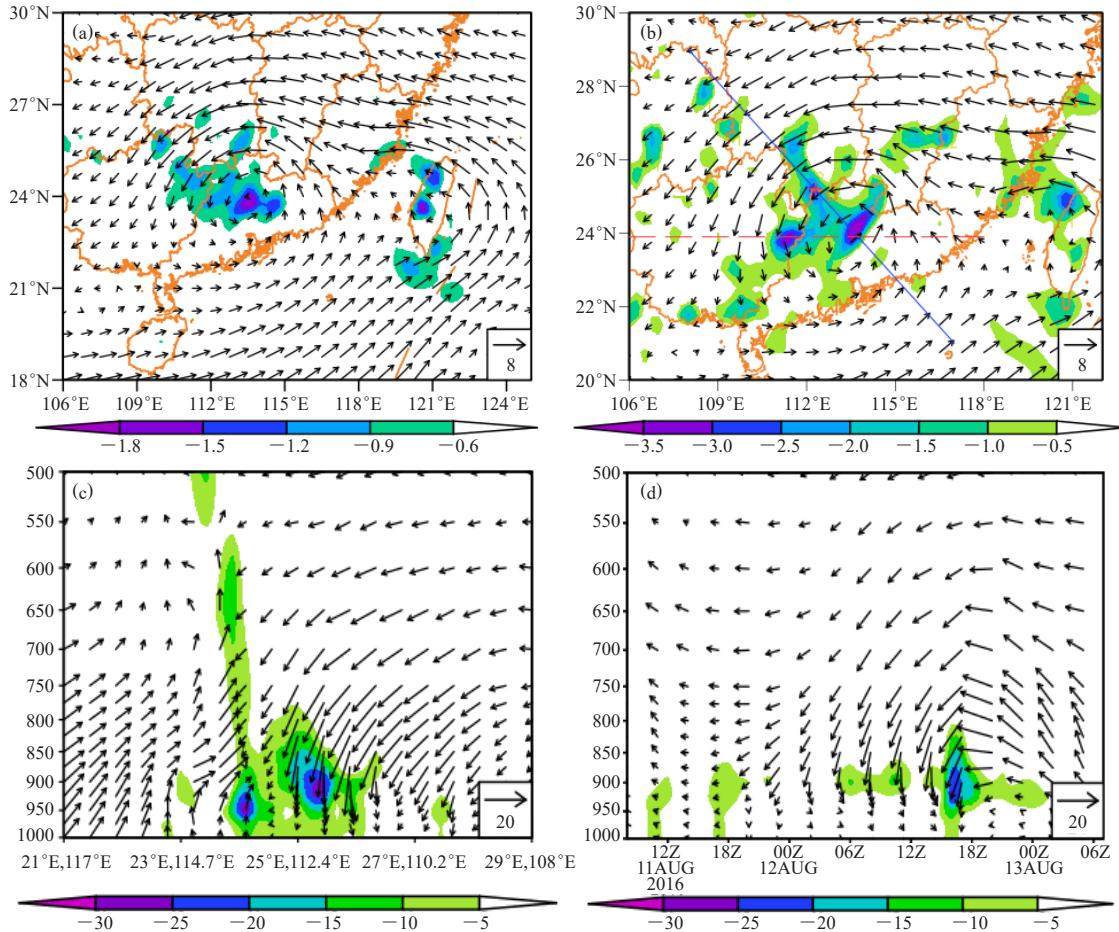 30°N
27°N
24°N
21°N
18°N
(a)
8
106°E 109°E 112°E 115°E 118°E 121°E 124°E
−1.8 −1.5 −1.2 −0.9 −0.6
30°N
28°N
26°N
24°N
22°N
20°N
(b)
8
106°E 109°E 112°E 115°E 118°E 121°E
−3.5 −3.0 −2.5 −2.0 −1.5 −1.0 −0.5
500
550
600
650
700
750
800
850
900
950
1000
(c)
20
21°E,117°E 23°E,114.7°E 25°E,112.4°E 27°E,110.2°E 29°E,108°E
−30 −25 −20 −15 −10 −5
500
550
600
650
700
750
800
850
900
950
1000
(d)
20
12Z 18Z 00Z 06Z 12Z 18Z 00Z 06Z
11AUG 12AUG 13AUG
2016
−30 −25 −20 −15 −10 −5